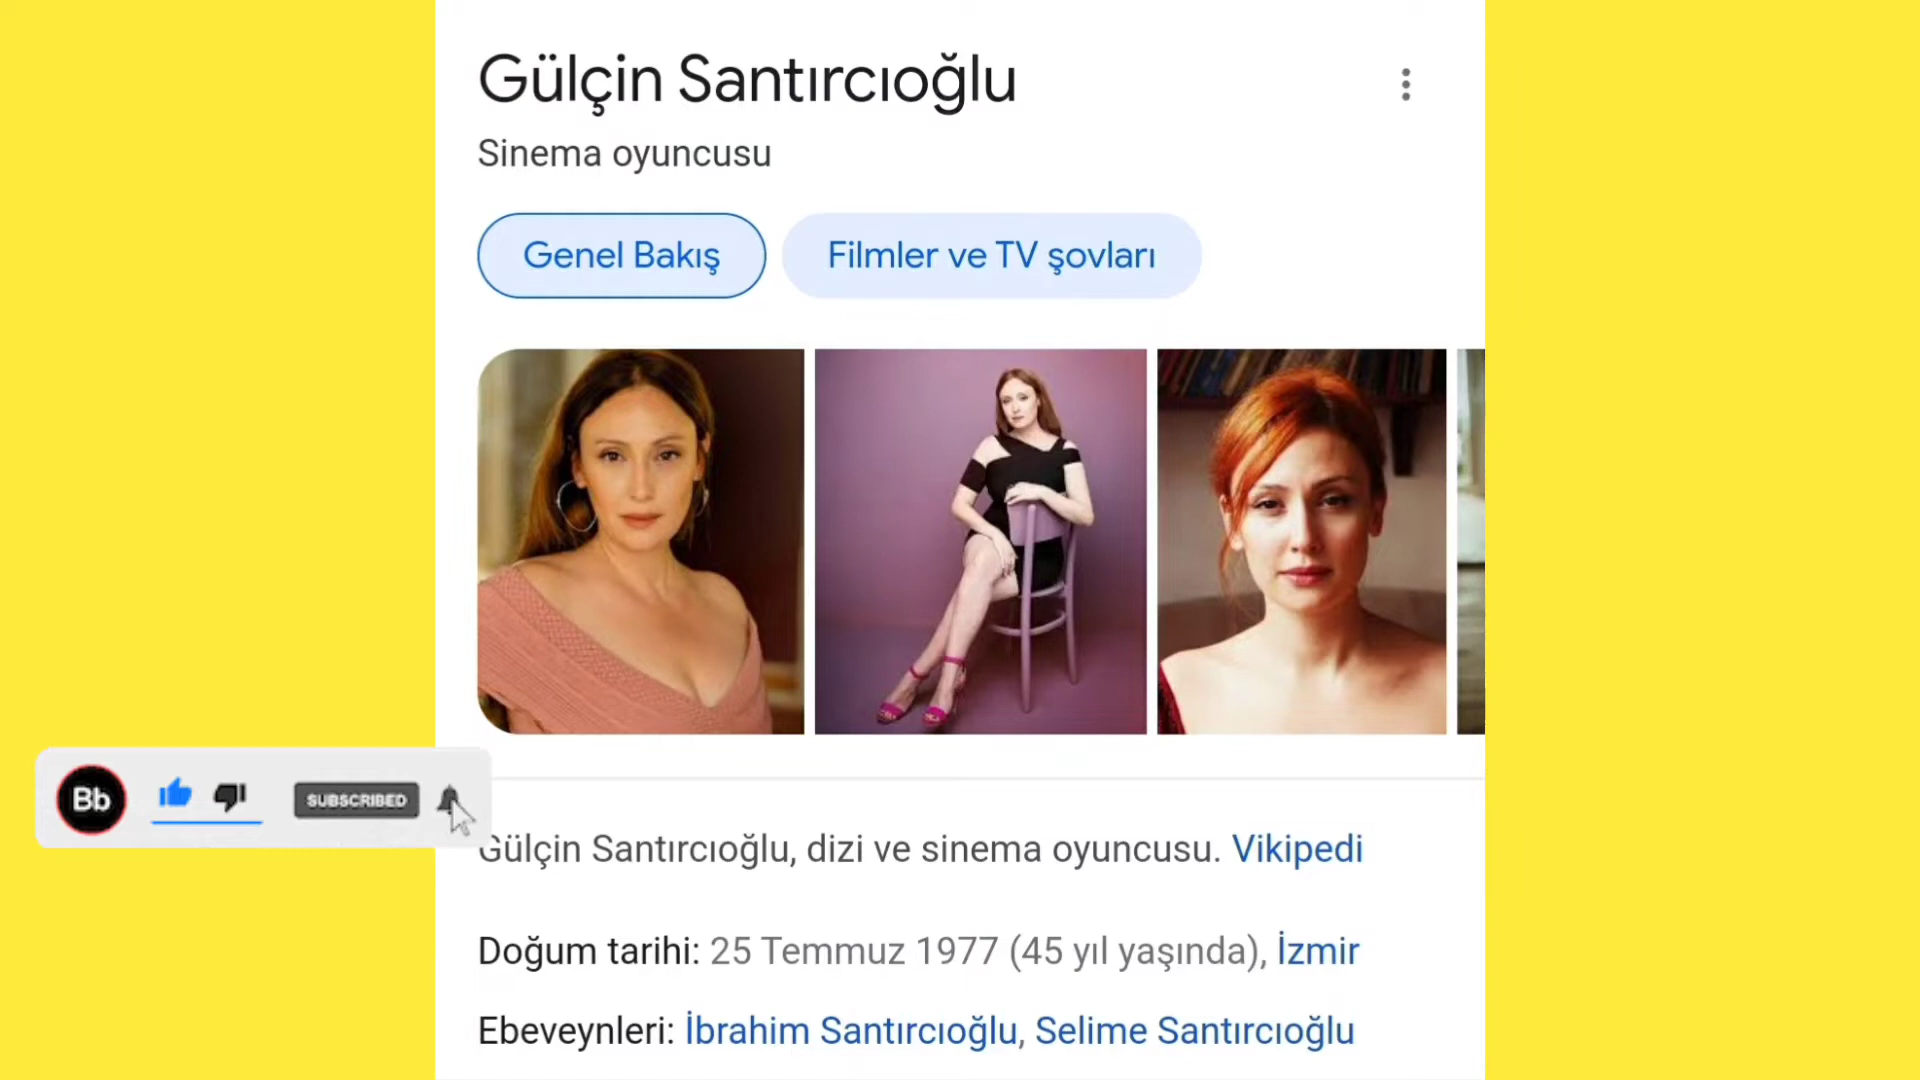 Gülçin Santırcıoğlu
Sinema oyuncusu
Genel Bakış
Filmler ve TV şovları
Bb
SUBSCRIBED
Gülçin Santırcıoğlu, dizi ve sinema oyuncusu. Vikipedi
Doğum tarihi: 25 Temmuz 1977 (45 yıl yaşında), İzmir
Ebeveynleri: İbrahim Santırcıoğlu, Selime Santırcıoğlu